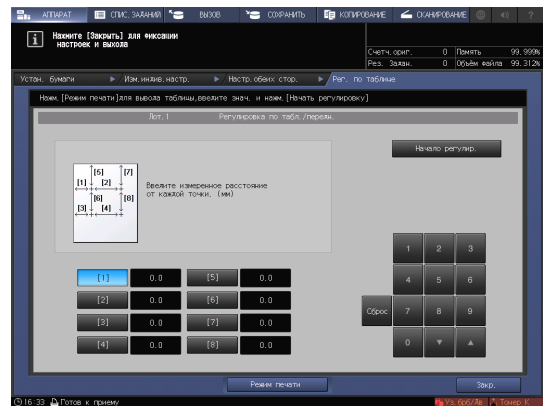 АППАРАТ СПИС. ЗАДАНИЙ ВЫЗОВ СОХРАНИТЬ КОПИРОВАНИЕ СКАНИРОВАНИЕ
Нажмите [Закрыть] для фиксации
настроек и выхода
Счетч. ориг. 0 Память 99.999%
Рез. Задан. 0 Объём файла 99.312%
Устан. бумаги Изм.индив.настр. Настр.обеих стор. Рег. по таблице
Нажм.[Режим печати]для вывода таблицы,введите знач. и нажм.[Начать регулировку]
Лот.1 Регулировка по табл./передн.
Начало регулир.
[5] [7]
[1] [2]
[6] [8]
[3] [4]
Введите измеренное расстояние
от каждой точки. (мм)
1 2 3
4 5 6
Сброс 7 8 9
0 ▼ ▲
[1] 0.0 [5] 0.0
[2] 0.0 [6] 0.0
[3] 0.0 [7] 0.0
[4] 0.0 [8] 0.0
Режим печати Закр.
16:33 Готов к приему Тонер K